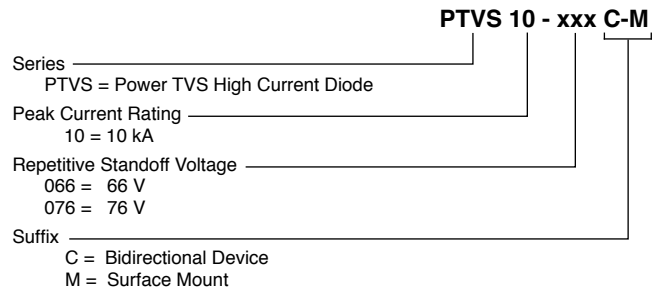 PTVS 10 - xxx C-M
Series
PTVS = Power TVS High Current Diode
Peak Current Rating
10 = 10 kA
Repetitive Standoff Voltage
066 = 66 V
076 = 76 V
Suffix
C = Bidirectional Device
M = Surface Mount